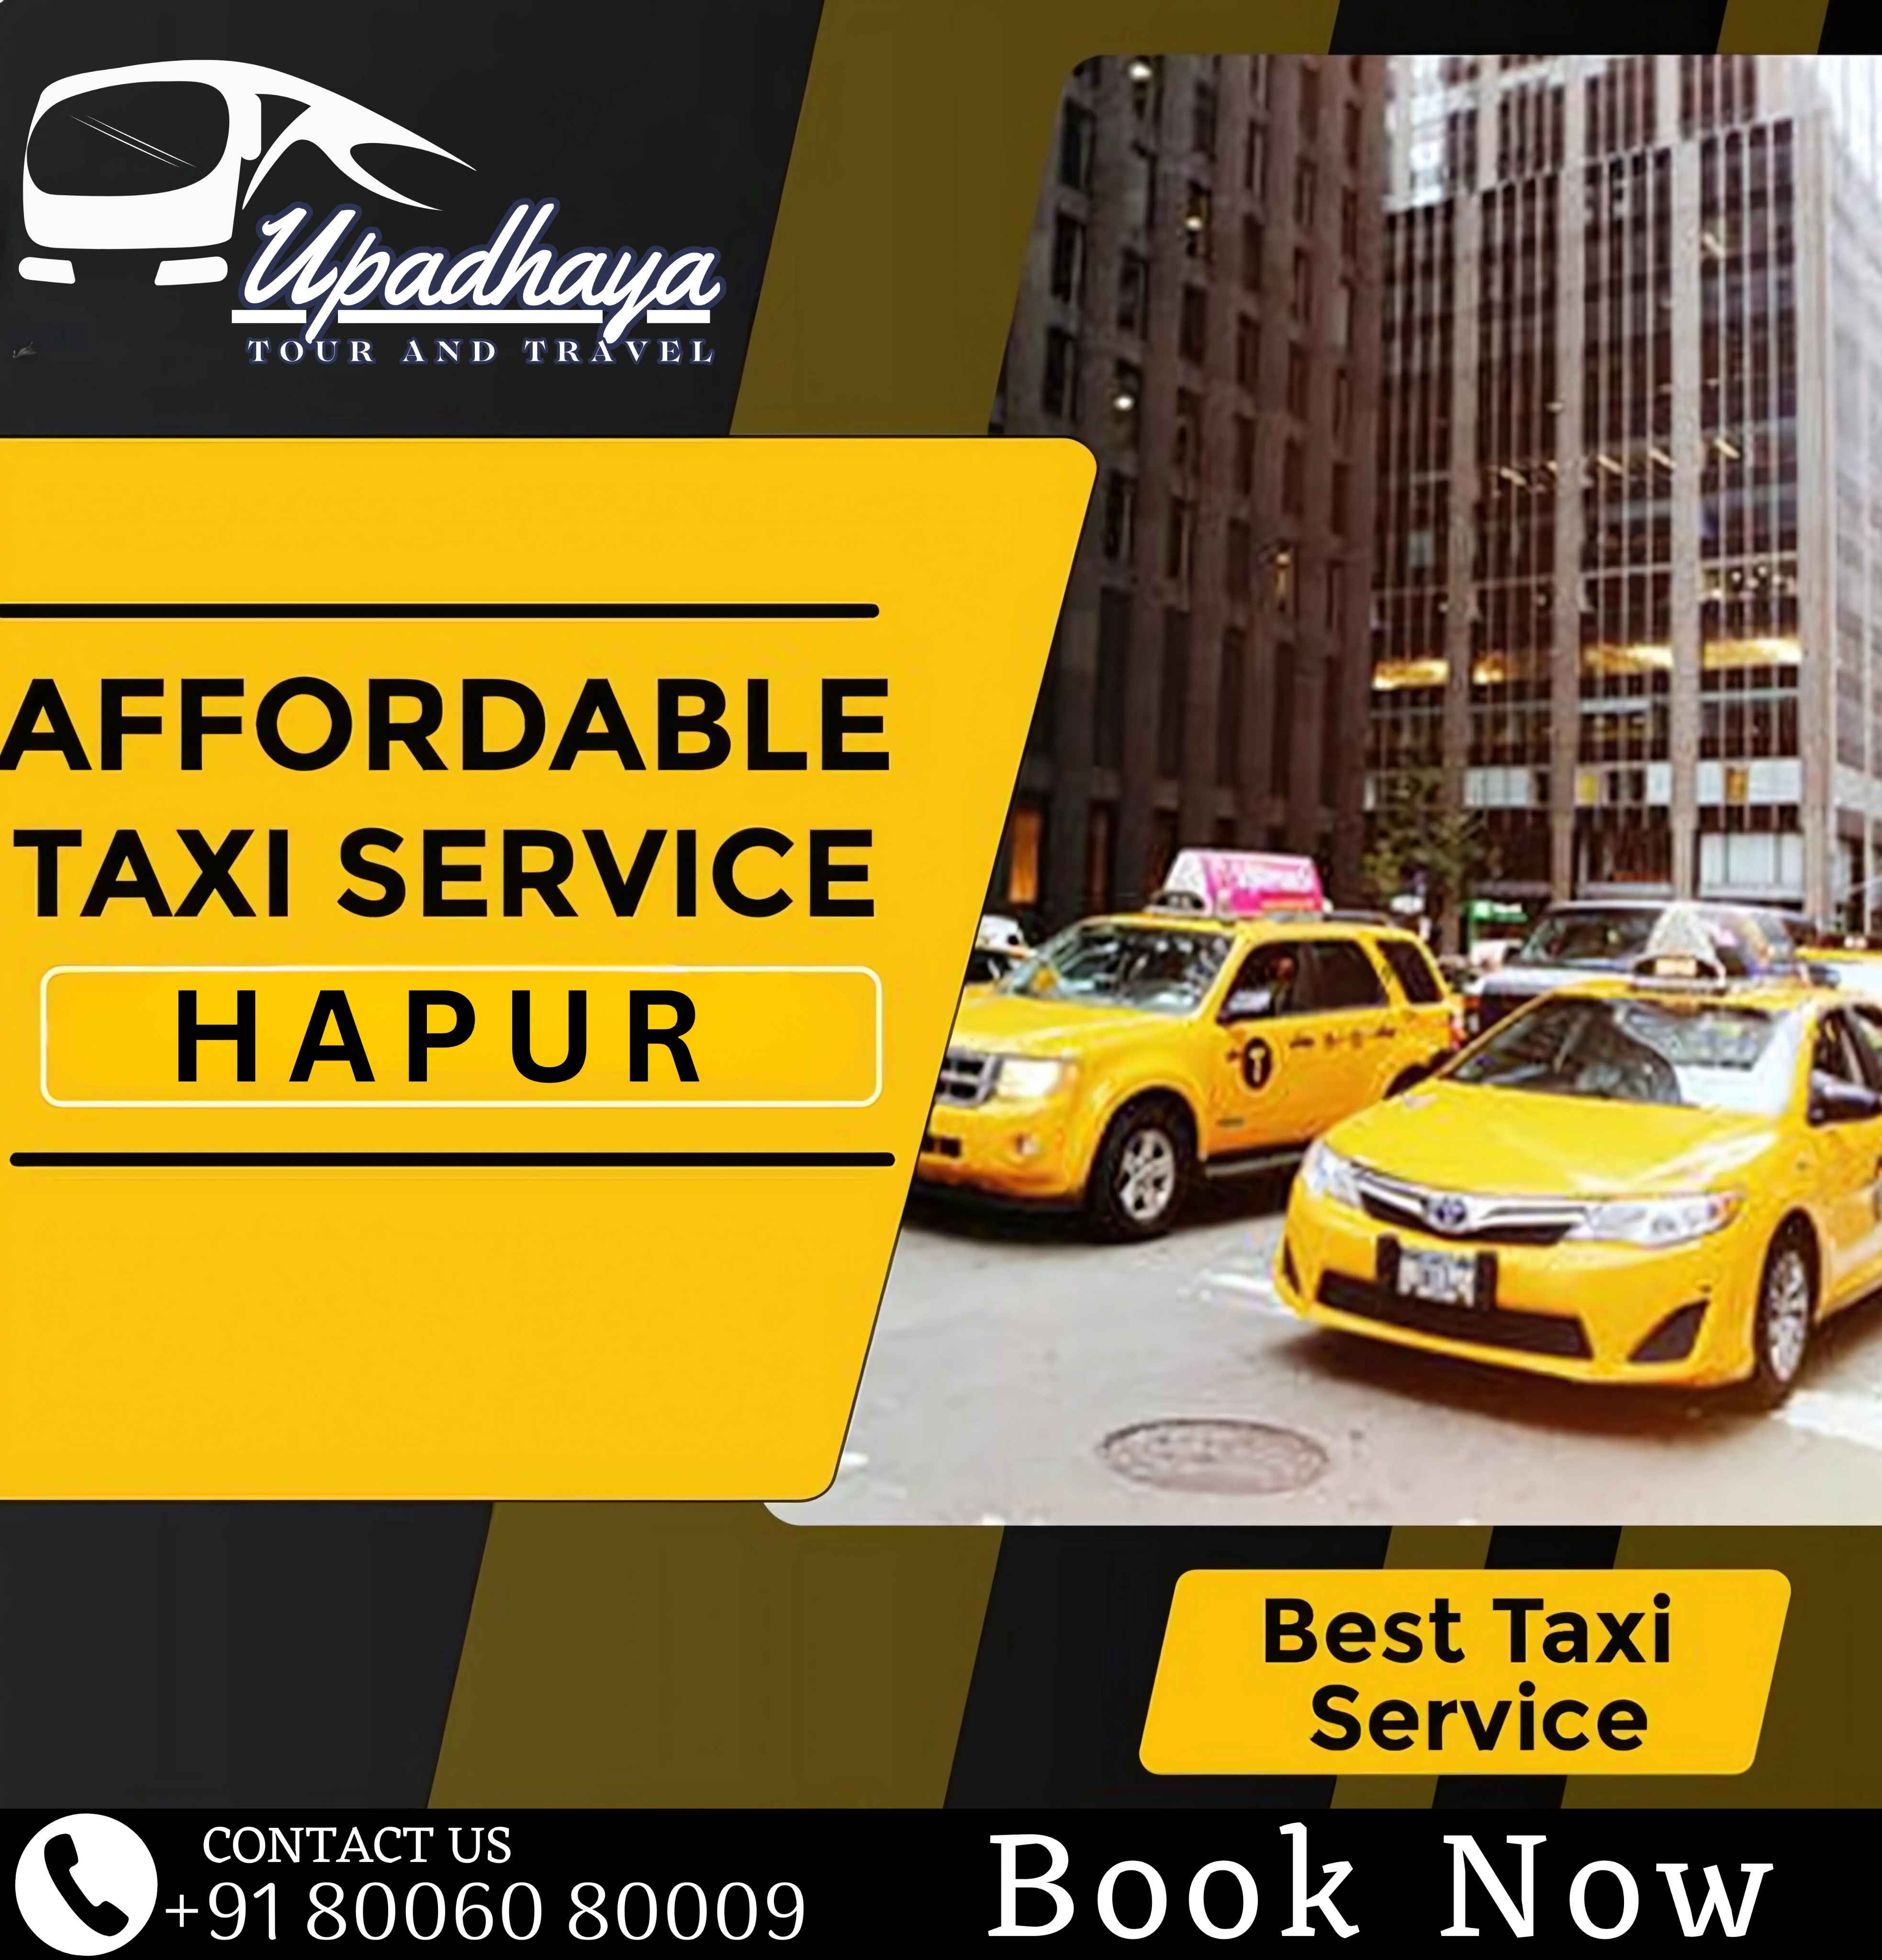 Upadhaya
TOUR AND TRAVEL
AFFORDABLE
TAXI SERVICE
HAPUR
T
Best Taxi
Service
CONTACT US
+91 80060 80009
Book Now